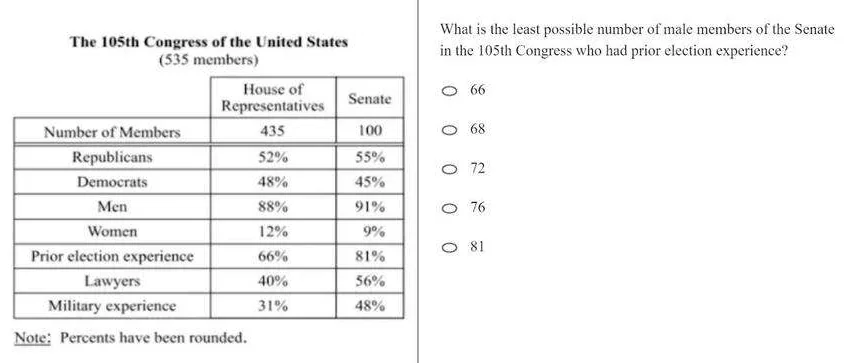 The 105th Congress of the United States
(535 members)
House of Representatives Senate
Number of Members 435 100
Republicans 52% 55%
Democrats 48% 45%
Men 88% 91%
Women 12% 9%
Prior election experience 66% 81%
Lawyers 40% 56%
Military experience 31% 48%
Note: Percents have been rounded.
What is the least possible number of male members of the Senate
in the 105th Congress who had prior election experience?
66
68
72
76
81